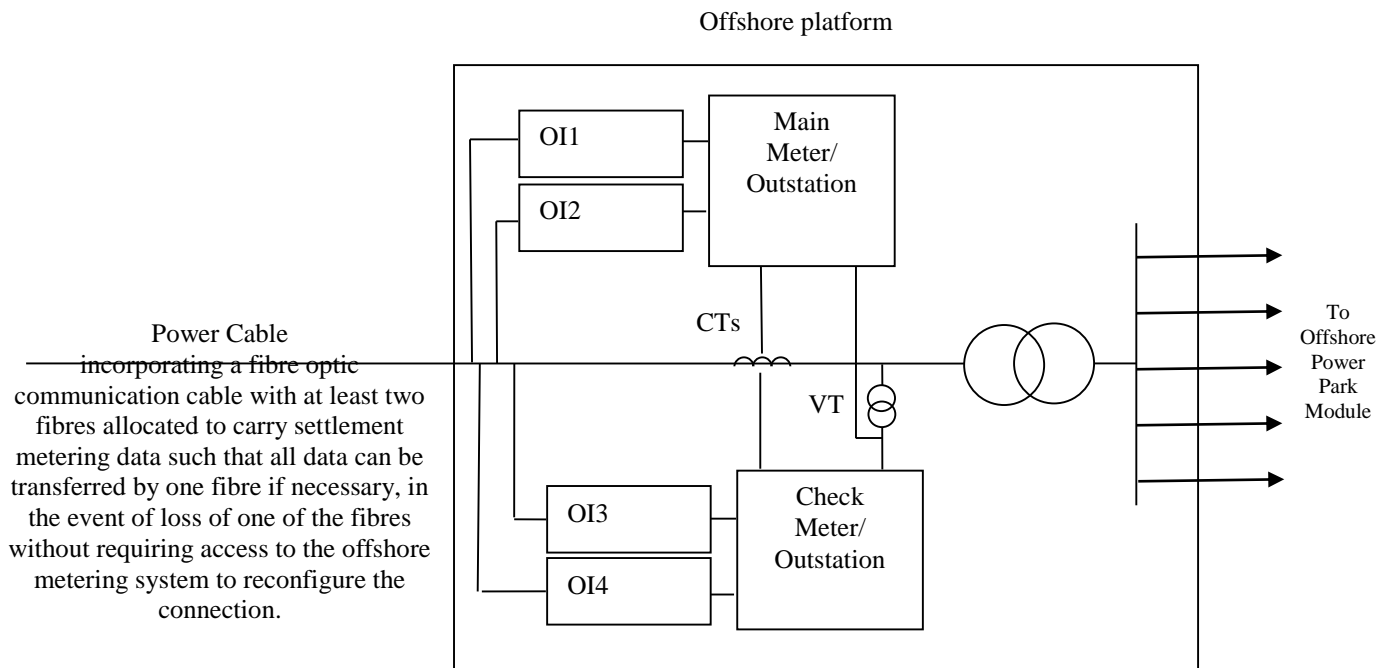 Offshore platform
OI1
OI2
Main
Meter/
Outstation
CTs
VT
Power Cable
incorporating a fibre optic
communication cable with at least two
fibres allocated to carry settlement
metering data such that all data can be
transferred by one fibre if necessary, in
the event of loss of one of the fibres
without requiring access to the offshore
metering system to reconfigure the
connection.
OI3
OI4
Check
Meter/
Outstation
To
Offshore
Power
Park
Module